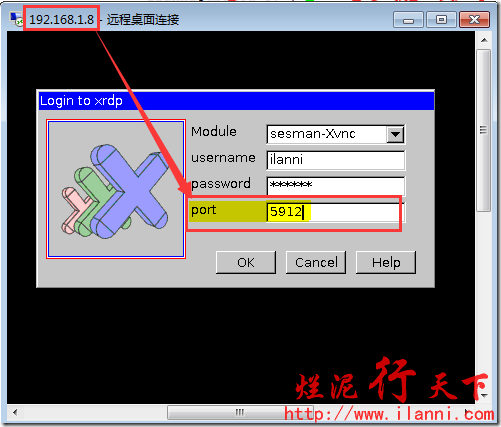 192.168.1.8 - 远程桌面连接
Login to xrdp
Module sesman-Xvnc
username ilanni
password ******
port 5912
OK Cancel Help
烂泥行天下
http://www.ilanni.com